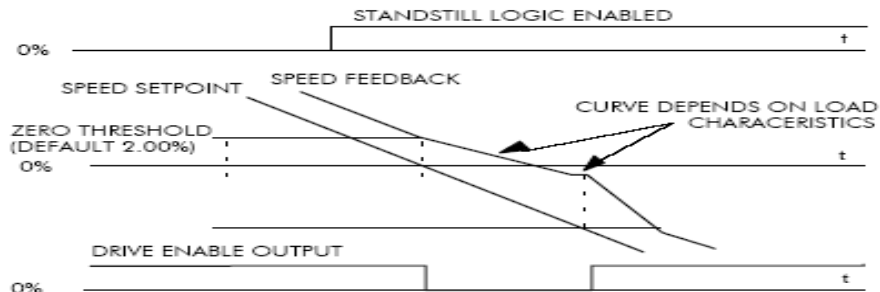 STANDSTILL LOGIC ENABLED
0%
t
SPEED FEEDBACK
SPEED SETPOINT
CURVE DEPENDS ON LOAD
CHARACERISTICS
ZERO THRESHOLD
(DEFAULT 2.00%)
0%
t
DRIVE ENABLE OUTPUT
0%
t